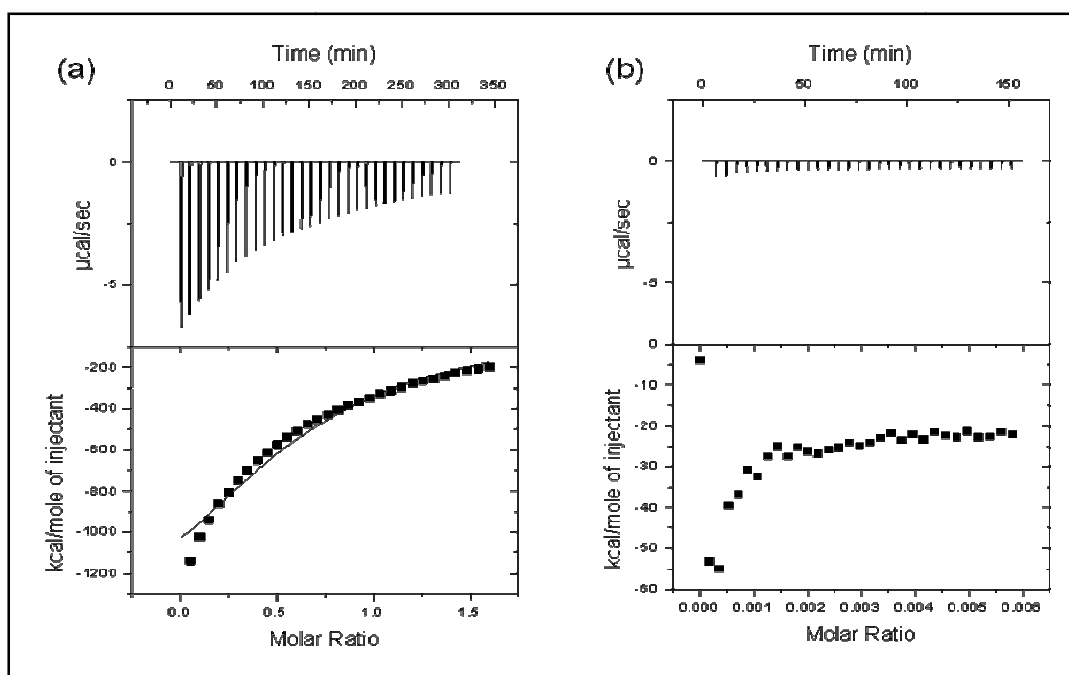 (a)
Time (min)
0 50 100 150 200 250 300 350
0
-5
µcal/sec
-200
-400
-600
-800
-1000
-1200
kcal/mole of injectant
0.0 0.5 1.0 1.5
Molar Ratio
(b)
Time (min)
0 50 100 150
0
-5
µcal/sec
0
-10
-20
-30
-40
-50
-60
kcal/mole of injectant
0.000 0.001 0.002 0.003 0.004 0.005 0.006
Molar Ratio